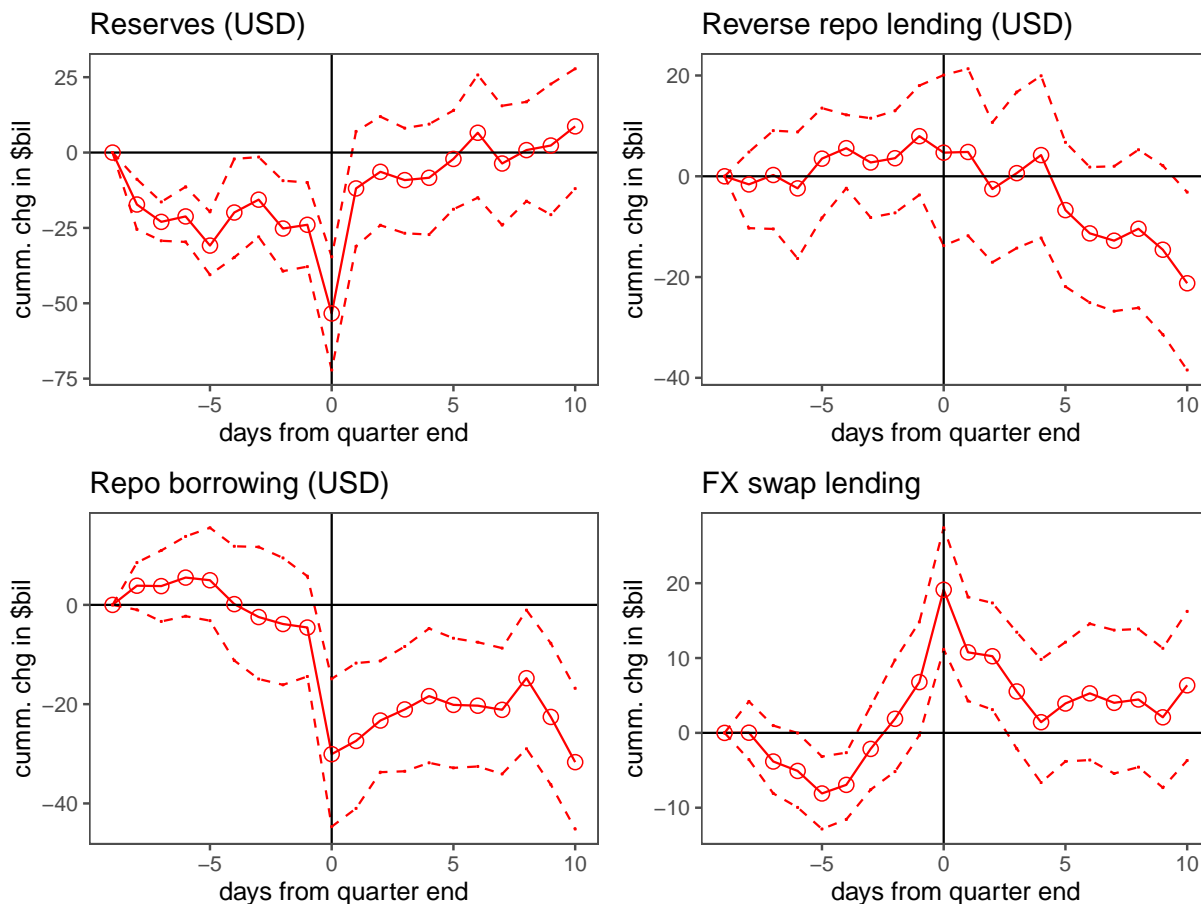 Reserves (USD)
cumm. chg in $bil
25
0
−25
−50
−75
−5
0
5
10
days from quarter end
Reverse repo lending (USD)
cumm. chg in $bil
20
0
−20
−40
−5
0
5
10
days from quarter end
Repo borrowing (USD)
cumm. chg in $bil
0
−20
−40
−5
0
5
10
days from quarter end
FX swap lending
cumm. chg in $bil
20
10
0
−10
−5
0
5
10
days from quarter end